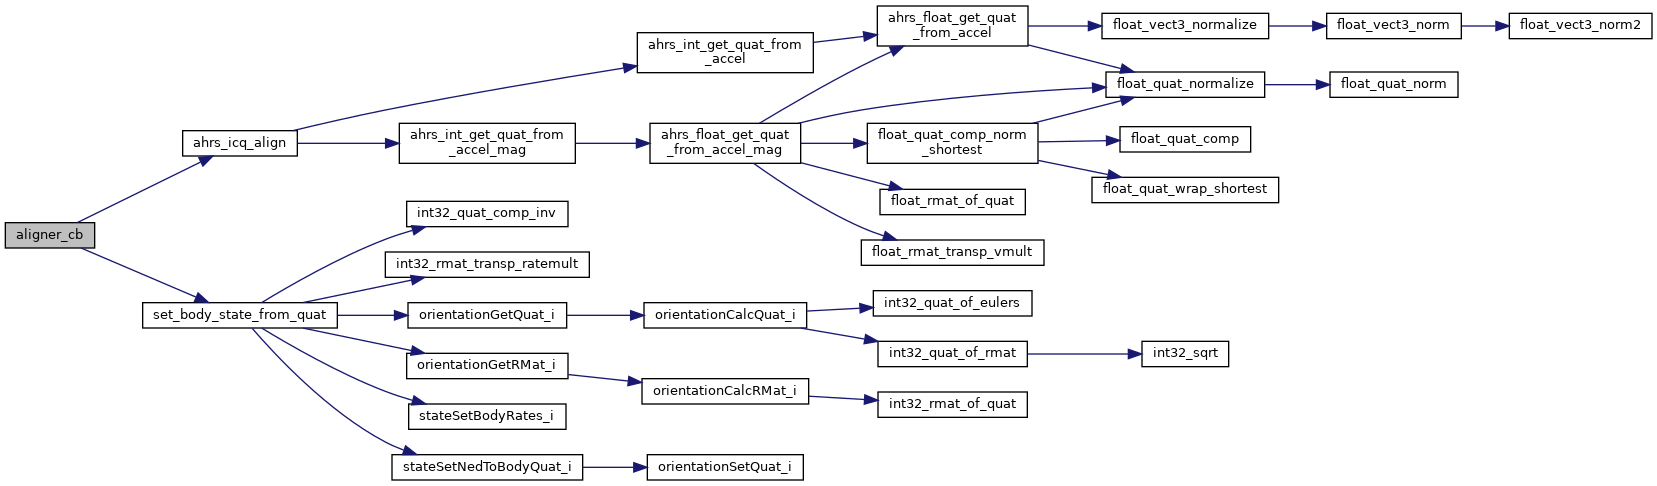 aligner_cb
ahrs_icq_align
set_body_state_from_quat
ahrs_int_get_quat_from
_accel
ahrs_int_get_quat_from
_accel_mag
int32_quat_comp_inv
int32_rmat_transp_ratemult
orientationGetQuat_i
orientationGetRMat_i
stateSetBodyRates_i
stateSetNedToBodyQuat_i
ahrs_float_get_quat
_from_accel_mag
orientationCalcQuat_i
orientationCalcRMat_i
orientationSetQuat_i
ahrs_float_get_quat
_from_accel
float_quat_comp_norm
_shortest
float_rmat_of_quat
float_rmat_transp_vmult
int32_quat_of_eulers
int32_quat_of_rmat
int32_rmat_of_quat
float_vect3_normalize
float_quat_normalize
float_quat_comp
float_quat_wrap_shortest
int32_sqrt
float_vect3_norm
float_quat_norm
float_vect3_norm2